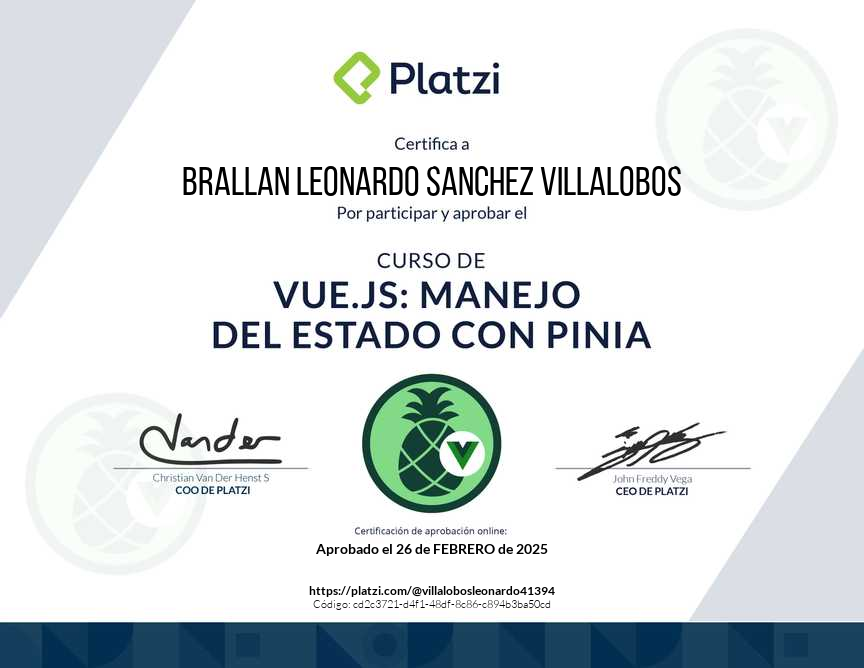 Platzi
Certifica a
BRALLAN LEONARDO SANCHEZ VILLALOBOS
Por participar y aprobar el
CURSO DE
VUE.JS: MANEJO
DEL ESTADO CON PINIA
Vander
Christian Van Der Henst S
COO DE PLATZI
John Freddy Vega
CEO DE PLATZI
Certificación de aprobación online:
Aprobado el 26 de FEBRERO de 2025
https://platzi.com/@villalobosleonardo41394
Código: cd2c3721-d4f1-48df-8c86-c894b3ba50cd